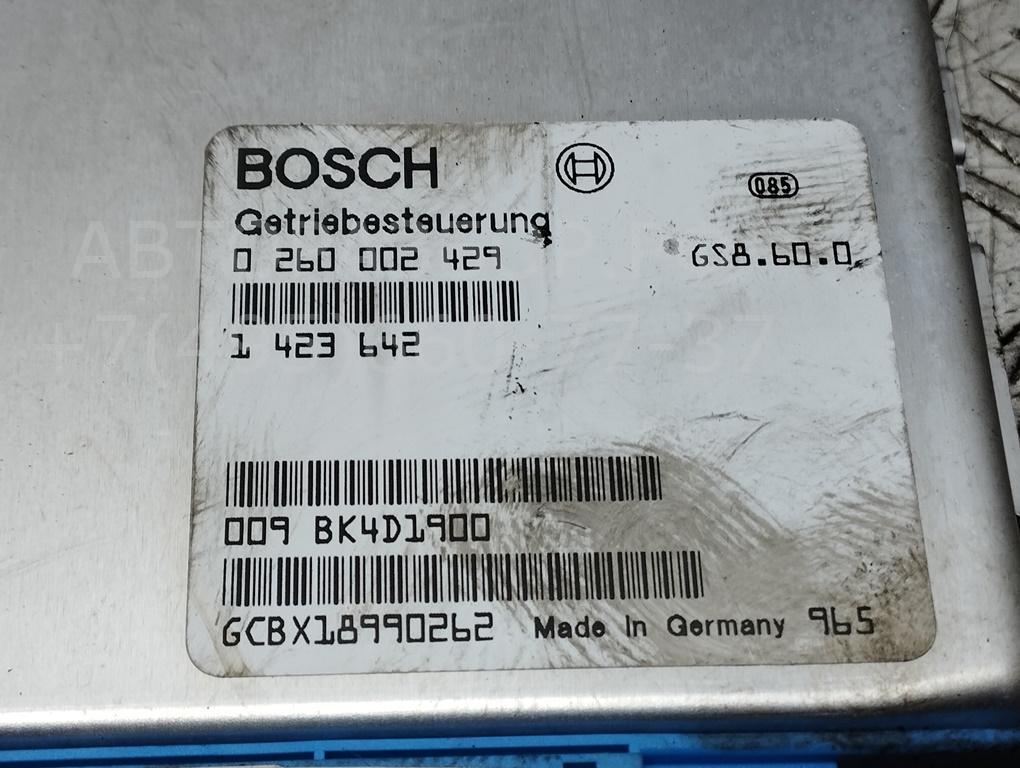 BOSCH
085
Getriebesteuerung
0 260 002 429 GS8.60.0
1 423 642
009 BK4D1900
GCBX18990262 Made in Germany 965